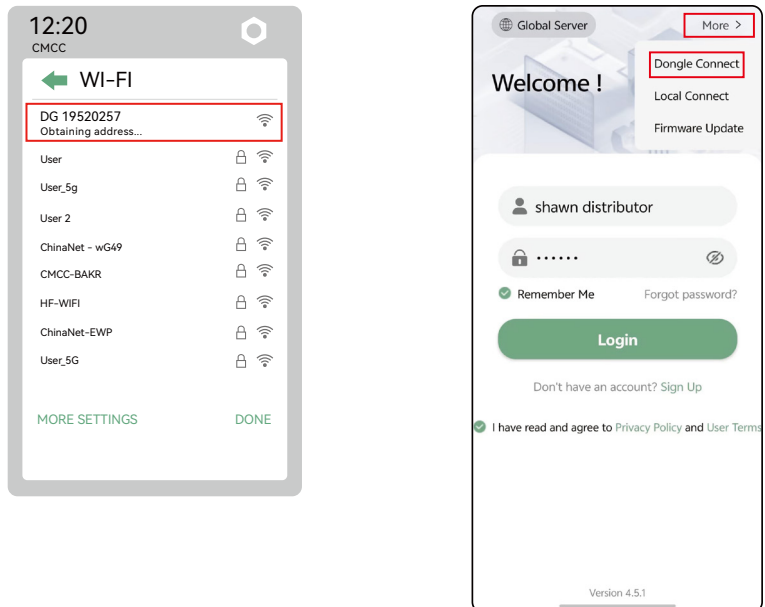 12:20
CMCC
WI-FI
DG 19520257
Obtaining address...
User
User_5g
User 2
ChinaNet - wG49
CMCC-BAKR
HF-WIFI
ChinaNet-EWP
User_5G
MORE SETTINGS
DONE
Global Server
More >
Dongle Connect
Welcome !
Local Connect
Firmware Update
shawn distributor
Remember Me
Forgot password?
Login
Don't have an account? Sign Up
I have read and agree to Privacy Policy and User Terms
Version 4.5.1